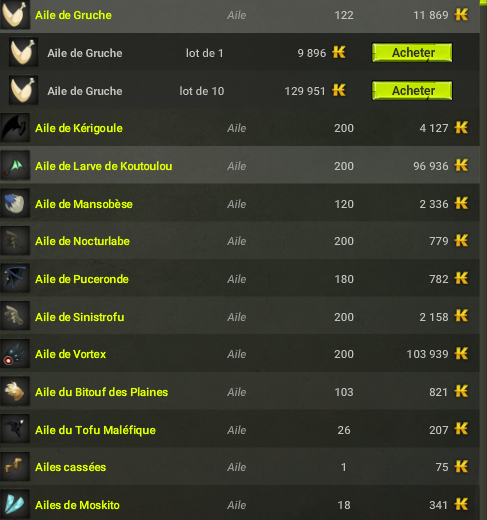 Aile de Gruche Aile 122 11 869
Aile de Gruche lot de 1 9 896 Acheter
Aile de Gruche lot de 10 129 951 Acheter
Aile de Kérigoule Aile 200 4 127
Aile de Larve de Koutoulou Aile 200 96 936
Aile de Mansobèse Aile 120 2 336
Aile de Nocturlabe Aile 200 779
Aile de Puceronde Aile 180 782
Aile de Sinistrofu Aile 200 2 158
Aile de Vortex Aile 200 103 939
Aile du Bitouf des Plaines Aile 103 821
Aile du Tofu Maléfique Aile 26 207
Ailes cassées Aile 1 75
Ailes de Moskito Aile 18 341